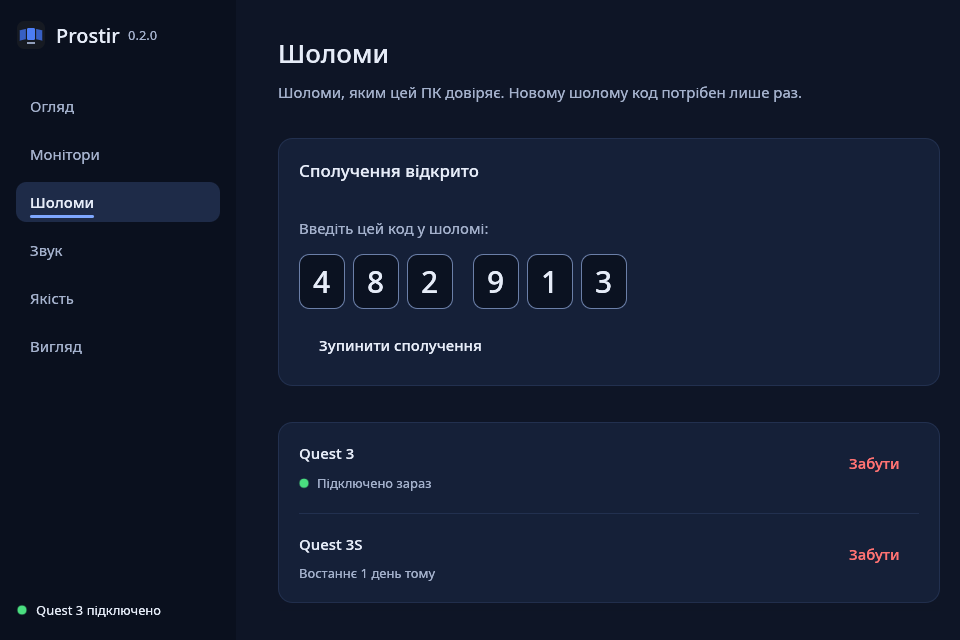 Prostir 0.2.0
Огляд
Монітори
Шоломи
Звук
Якість
Вигляд
Quest 3 підключено
Шоломи
Шоломи, яким цей ПК довіряє. Новому шолому код потрібен лише раз.
Сполучення відкрито
Введіть цей код у шоломі:
4 8 2 9 1 3
Зупинити сполучення
Quest 3
Підключено зараз
Забути
Quest 3S
Востаннє 1 день тому
Забути